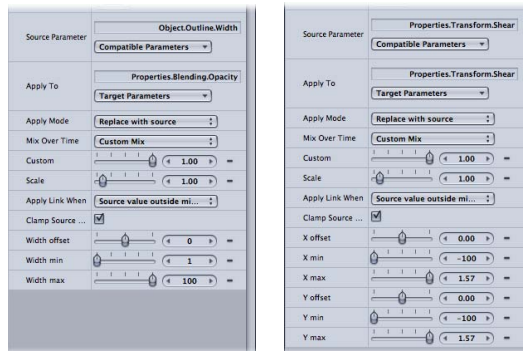 Object.Outline.Width
Source Parameter
Compatible Parameters
Properties.Blending.Opacity
Apply To
Target Parameters
Apply Mode Replace with source
Mix Over Time Custom Mix
Custom 1.00
Scale 1.00
Apply Link When Source value outside mi...
Clamp Source ...
Width offset 0
Width min 1
Width max 100
Properties.Transform.Shear
Source Parameter
Compatible Parameters
Properties.Transform.Shear
Apply To
Target Parameters
Apply Mode Replace with source
Mix Over Time Custom Mix
Custom 1.00
Scale 1.00
Apply Link When Source value outside mi...
Clamp Source ...
X offset 0.00
X min -100
X max 1.57
Y offset 0.00
Y min -100
Y max 1.57